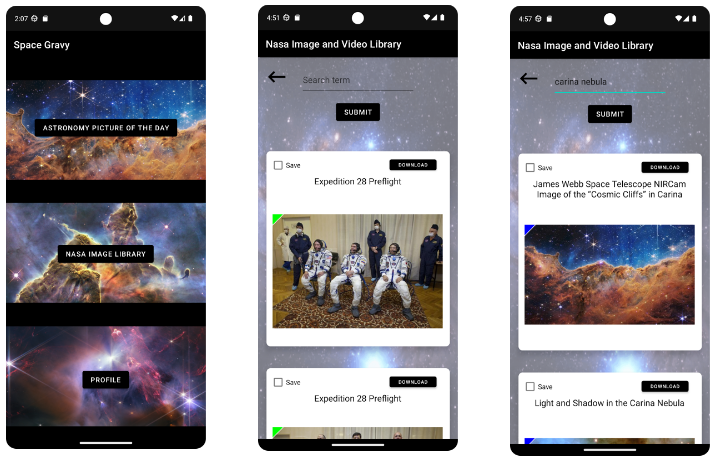 2:07
Space Gravy
ASTRONOMY PICTURE OF THE DAY
NASA IMAGE LIBRARY
PROFILE
4:51
Nasa Image and Video Library
Search term
SUBMIT
Save
DOWNLOAD
Expedition 28 Preflight
Save
DOWNLOAD
Expedition 28 Preflight
4:57
Nasa Image and Video Library
carina nebula
SUBMIT
Save
DOWNLOAD
James Webb Space Telescope NIRCam
Image of the “Cosmic Cliffs” in Carina
Save
DOWNLOAD
Light and Shadow in the Carina Nebula